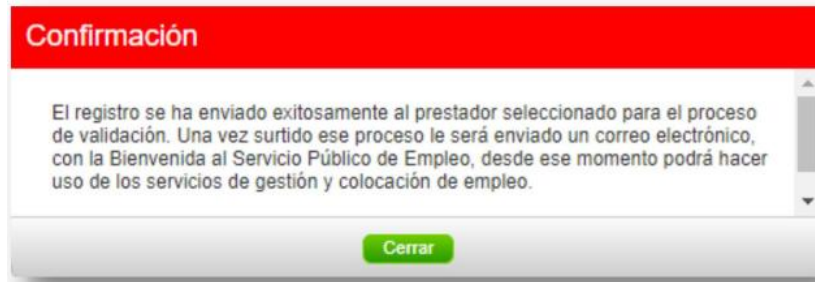 Confirmación
El registro se ha enviado exitosamente al prestador seleccionado para el proceso
de validación. Una vez surtido ese proceso le será enviado un correo electrónico,
con la Bienvenida al Servicio Público de Empleo, desde ese momento podrá hacer
uso de los servicios de gestión y colocación de empleo.
Cerrar